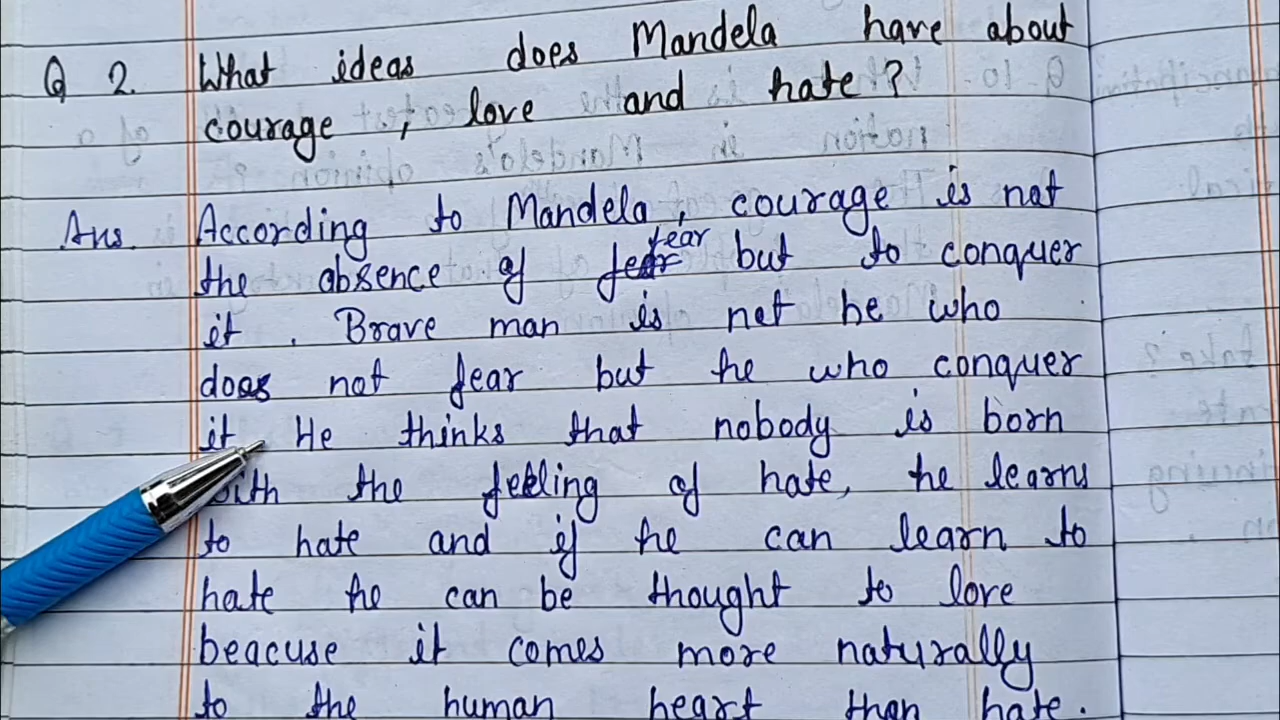 Q 2. What ideas does Mandela have about
courage, love and hate?
Ans. According to Mandela, courage is not
the absence of fear but to conquer
it. Brave man is not he who
does not fear but he who conquer
it. He thinks that nobody is born
with the feeling of hate, he learns
to hate and if he can learn to
hate he can be thought to love
beacuse it comes more naturally
to the human heart than hate.